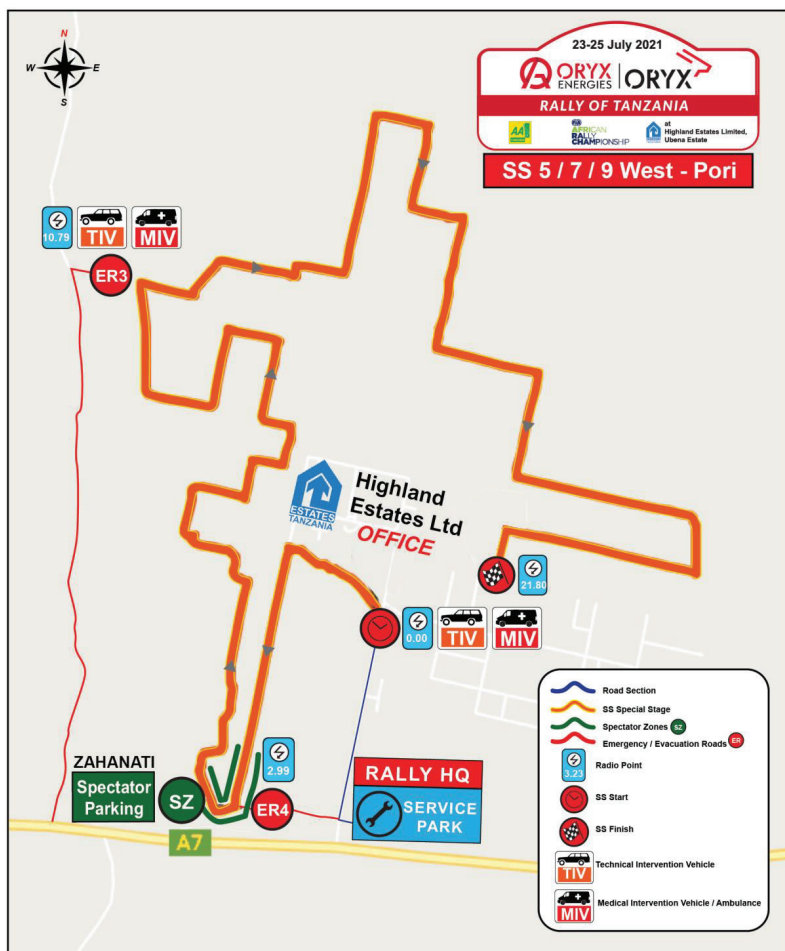 N
W
E
S
23-25 July 2021
ORYX
ENERGIES
ORYX
RALLY OF TANZANIA
AA
FIA
AFRICAN
RALLY
CHAMPIONSHIP
at
Highland Estates Limited,
Ubena Estate
SS 5 / 7 / 9 West - Pori
10.79
TIV
MIV
ER3
ESTATES
TANZANIA
Highland
Estates Ltd
OFFICE
21.80
0.00
TIV
MIV
ZAHANATI
Spectator
Parking
SZ
2.99
ER4
RALLY HQ
SERVICE
PARK
A7
Road Section
SS Special Stage
Spectator Zones SZ
Emergency / Evacuation Roads ER
Radio Point
3.23
SS Start
SS Finish
TIV
Technical Intervention Vehicle
MIV
Medical Intervention Vehicle / Ambulance